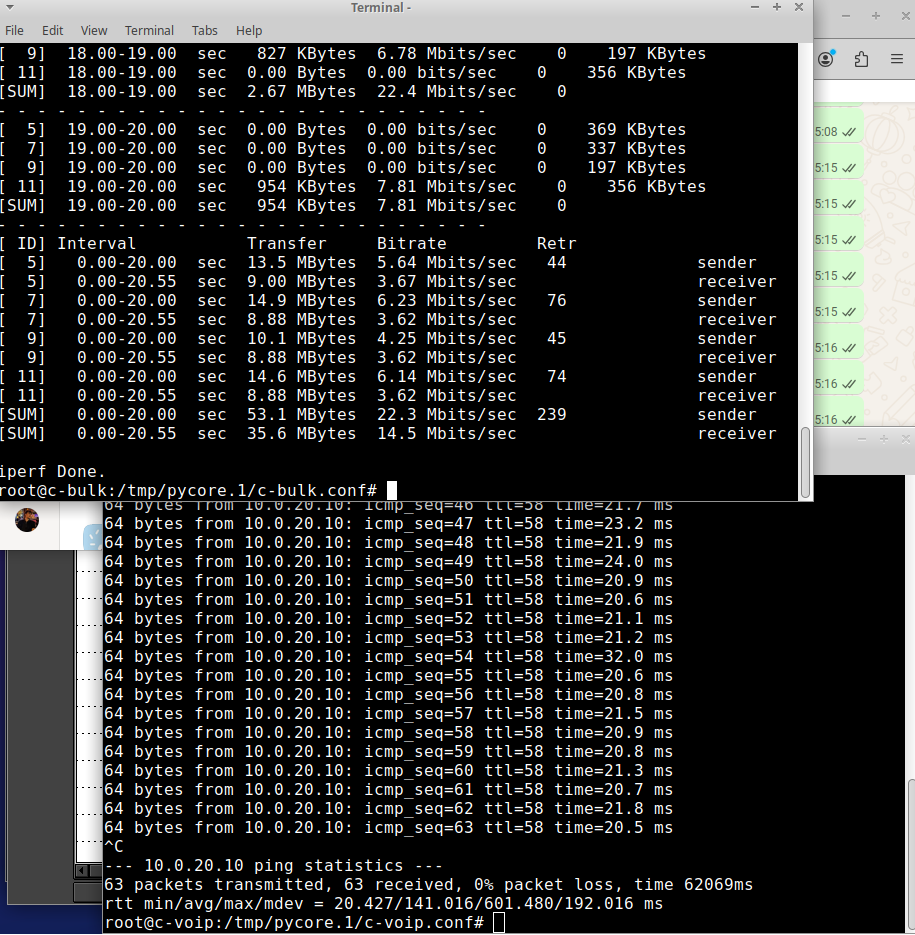 Terminal -
File Edit View Terminal Tabs Help
[  9]  18.00-19.00  sec   827 KBytes  6.78 Mbits/sec    0    197 KBytes
[ 11]  18.00-19.00  sec  0.00 Bytes  0.00 bits/sec    0    356 KBytes
[SUM]  18.00-19.00  sec  2.67 MBytes  22.4 Mbits/sec    0
- - - - - - - - - - - - - - - - - - - - - - - - -
[  5]  19.00-20.00  sec  0.00 Bytes  0.00 bits/sec    0    369 KBytes
[  7]  19.00-20.00  sec  0.00 Bytes  0.00 bits/sec    0    337 KBytes
[  9]  19.00-20.00  sec  0.00 Bytes  0.00 bits/sec    0    197 KBytes
[ 11]  19.00-20.00  sec   954 KBytes  7.81 Mbits/sec    0    356 KBytes
[SUM]  19.00-20.00  sec   954 KBytes  7.81 Mbits/sec    0
- - - - - - - - - - - - - - - - - - - - - - - - -
[ ID] Interval           Transfer     Bitrate         Retr
[  5]   0.00-20.00  sec  13.5 MBytes  5.64 Mbits/sec   44             sender
[  5]   0.00-20.55  sec  9.00 MBytes  3.67 Mbits/sec                  receiver
[  7]   0.00-20.00  sec  14.9 MBytes  6.23 Mbits/sec   76             sender
[  7]   0.00-20.55  sec  8.88 MBytes  3.62 Mbits/sec                  receiver
[  9]   0.00-20.00  sec  10.1 MBytes  4.25 Mbits/sec   45             sender
[  9]   0.00-20.55  sec  8.88 MBytes  3.62 Mbits/sec                  receiver
[ 11]   0.00-20.00  sec  14.6 MBytes  6.14 Mbits/sec   74             sender
[ 11]   0.00-20.55  sec  8.88 MBytes  3.62 Mbits/sec                  receiver
[SUM]   0.00-20.00  sec  53.1 MBytes  22.3 Mbits/sec  239             sender
[SUM]   0.00-20.55  sec  35.6 MBytes  14.5 Mbits/sec                  receiver
iperf Done.
root@c-bulk:/tmp/pycore.1/c-bulk.conf#
5:08
5:15
5:15
5:15
5:15
5:15
5:16
5:16
5:16
64 bytes from 10.0.20.10: icmp_seq=46 ttl=58 time=21.7 ms
64 bytes from 10.0.20.10: icmp_seq=47 ttl=58 time=23.2 ms
64 bytes from 10.0.20.10: icmp_seq=48 ttl=58 time=21.9 ms
64 bytes from 10.0.20.10: icmp_seq=49 ttl=58 time=24.0 ms
64 bytes from 10.0.20.10: icmp_seq=50 ttl=58 time=20.9 ms
64 bytes from 10.0.20.10: icmp_seq=51 ttl=58 time=20.6 ms
64 bytes from 10.0.20.10: icmp_seq=52 ttl=58 time=21.1 ms
64 bytes from 10.0.20.10: icmp_seq=53 ttl=58 time=21.2 ms
64 bytes from 10.0.20.10: icmp_seq=54 ttl=58 time=32.0 ms
64 bytes from 10.0.20.10: icmp_seq=55 ttl=58 time=20.6 ms
64 bytes from 10.0.20.10: icmp_seq=56 ttl=58 time=20.8 ms
64 bytes from 10.0.20.10: icmp_seq=57 ttl=58 time=21.5 ms
64 bytes from 10.0.20.10: icmp_seq=58 ttl=58 time=20.9 ms
64 bytes from 10.0.20.10: icmp_seq=59 ttl=58 time=20.8 ms
64 bytes from 10.0.20.10: icmp_seq=60 ttl=58 time=21.3 ms
64 bytes from 10.0.20.10: icmp_seq=61 ttl=58 time=20.7 ms
64 bytes from 10.0.20.10: icmp_seq=62 ttl=58 time=21.8 ms
64 bytes from 10.0.20.10: icmp_seq=63 ttl=58 time=20.5 ms
^C
--- 10.0.20.10 ping statistics ---
63 packets transmitted, 63 received, 0% packet loss, time 62069ms
rtt min/avg/max/mdev = 20.427/141.016/601.480/192.016 ms
root@c-voip:/tmp/pycore.1/c-voip.conf#